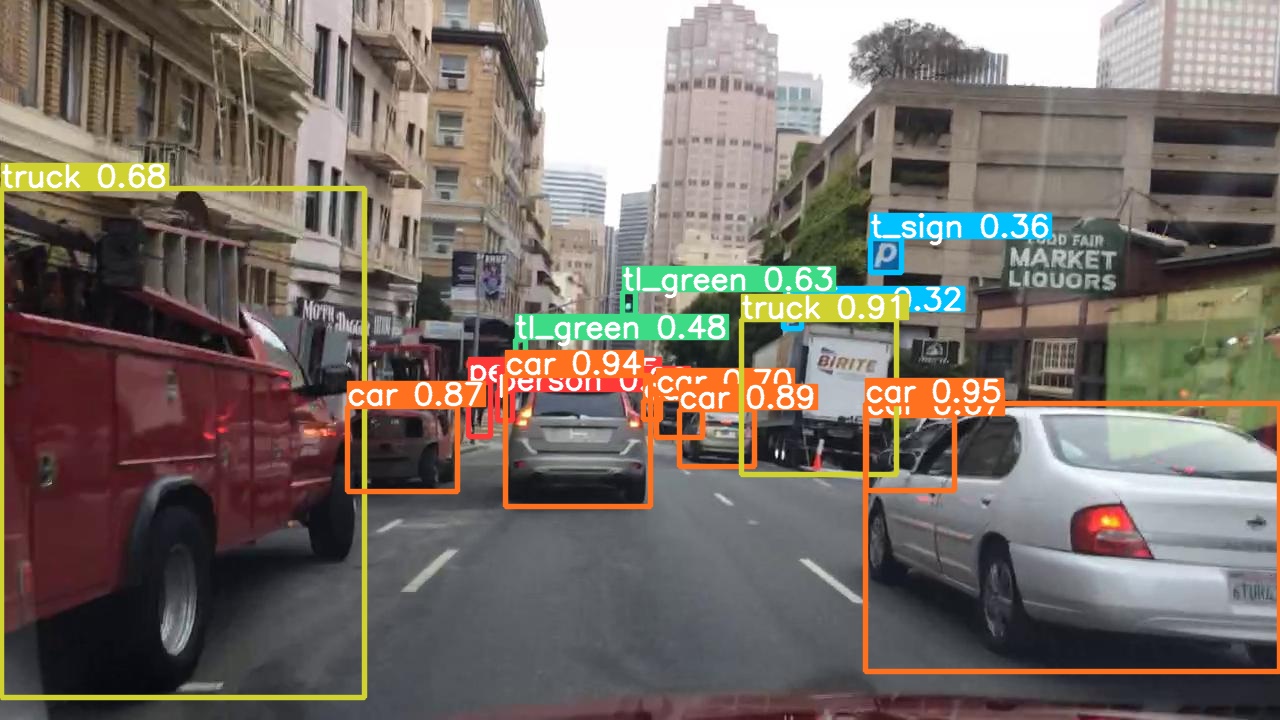 truck 0.68
t_sign 0.36
P
FOOD FAIR
MARKET
LIQUORS
tl_green 0.63
0.32
truck 0.91
tl_green 0.48
BIRITE
car 0.94
person
car 0.70
car 0.87
car 0.89
car 0.95